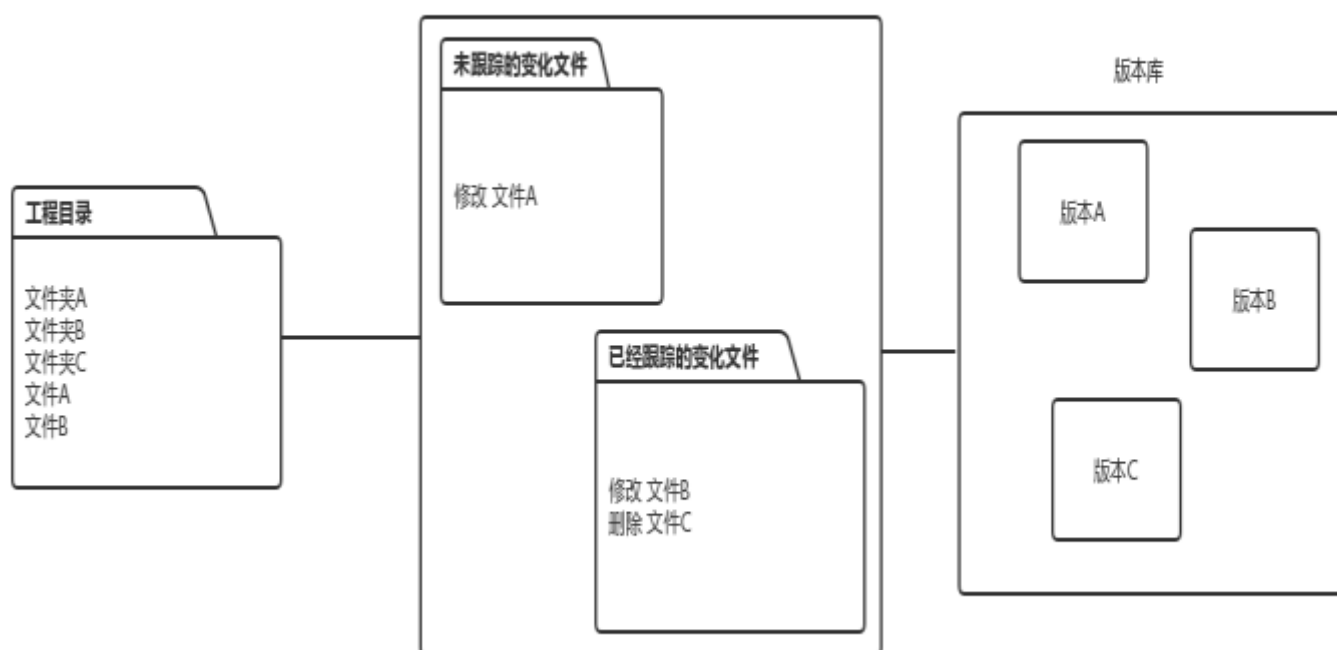 工程目录
文件夹A
文件夹B
文件夹C
文件A
文件B
未跟踪的变化文件
修改 文件A
已经跟踪的变化文件
修改 文件B
删除 文件C
版本库
版本A
版本B
版本C